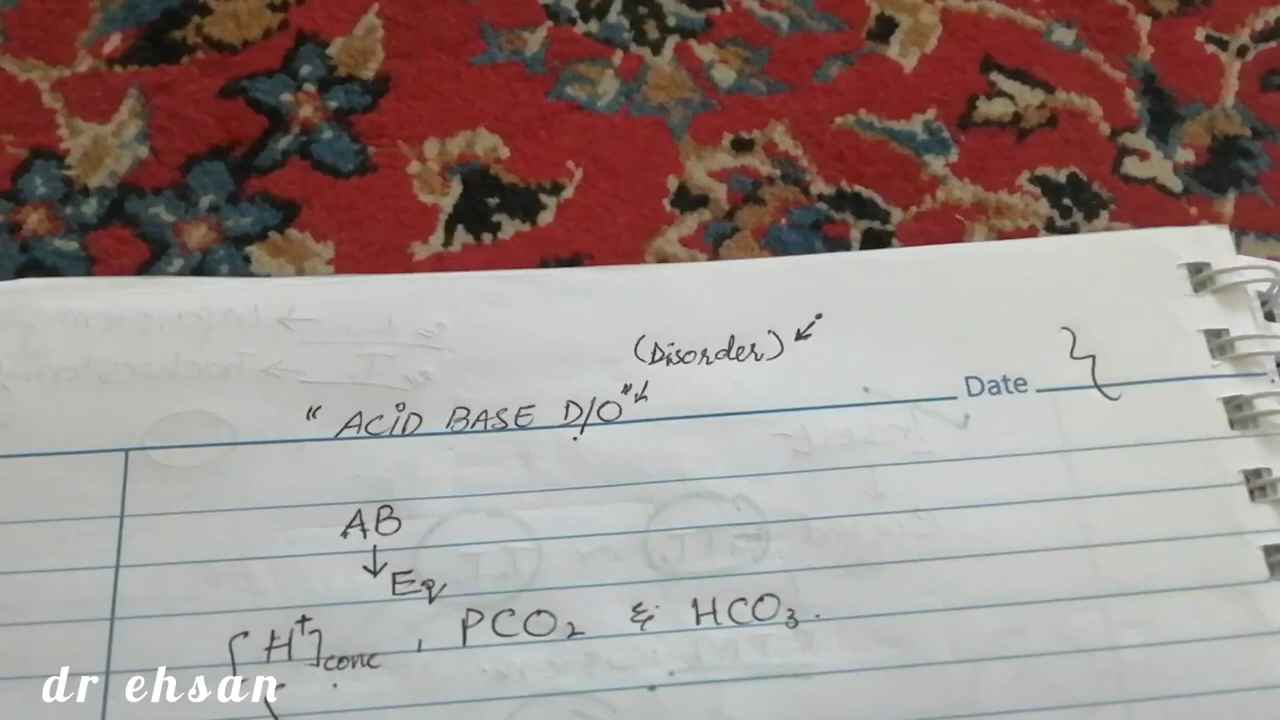 (Disorder)
" ACID BASE D/O "
Date
AB
Eq
[H+]conc , PCO2 & HCO3.
dr ehsan